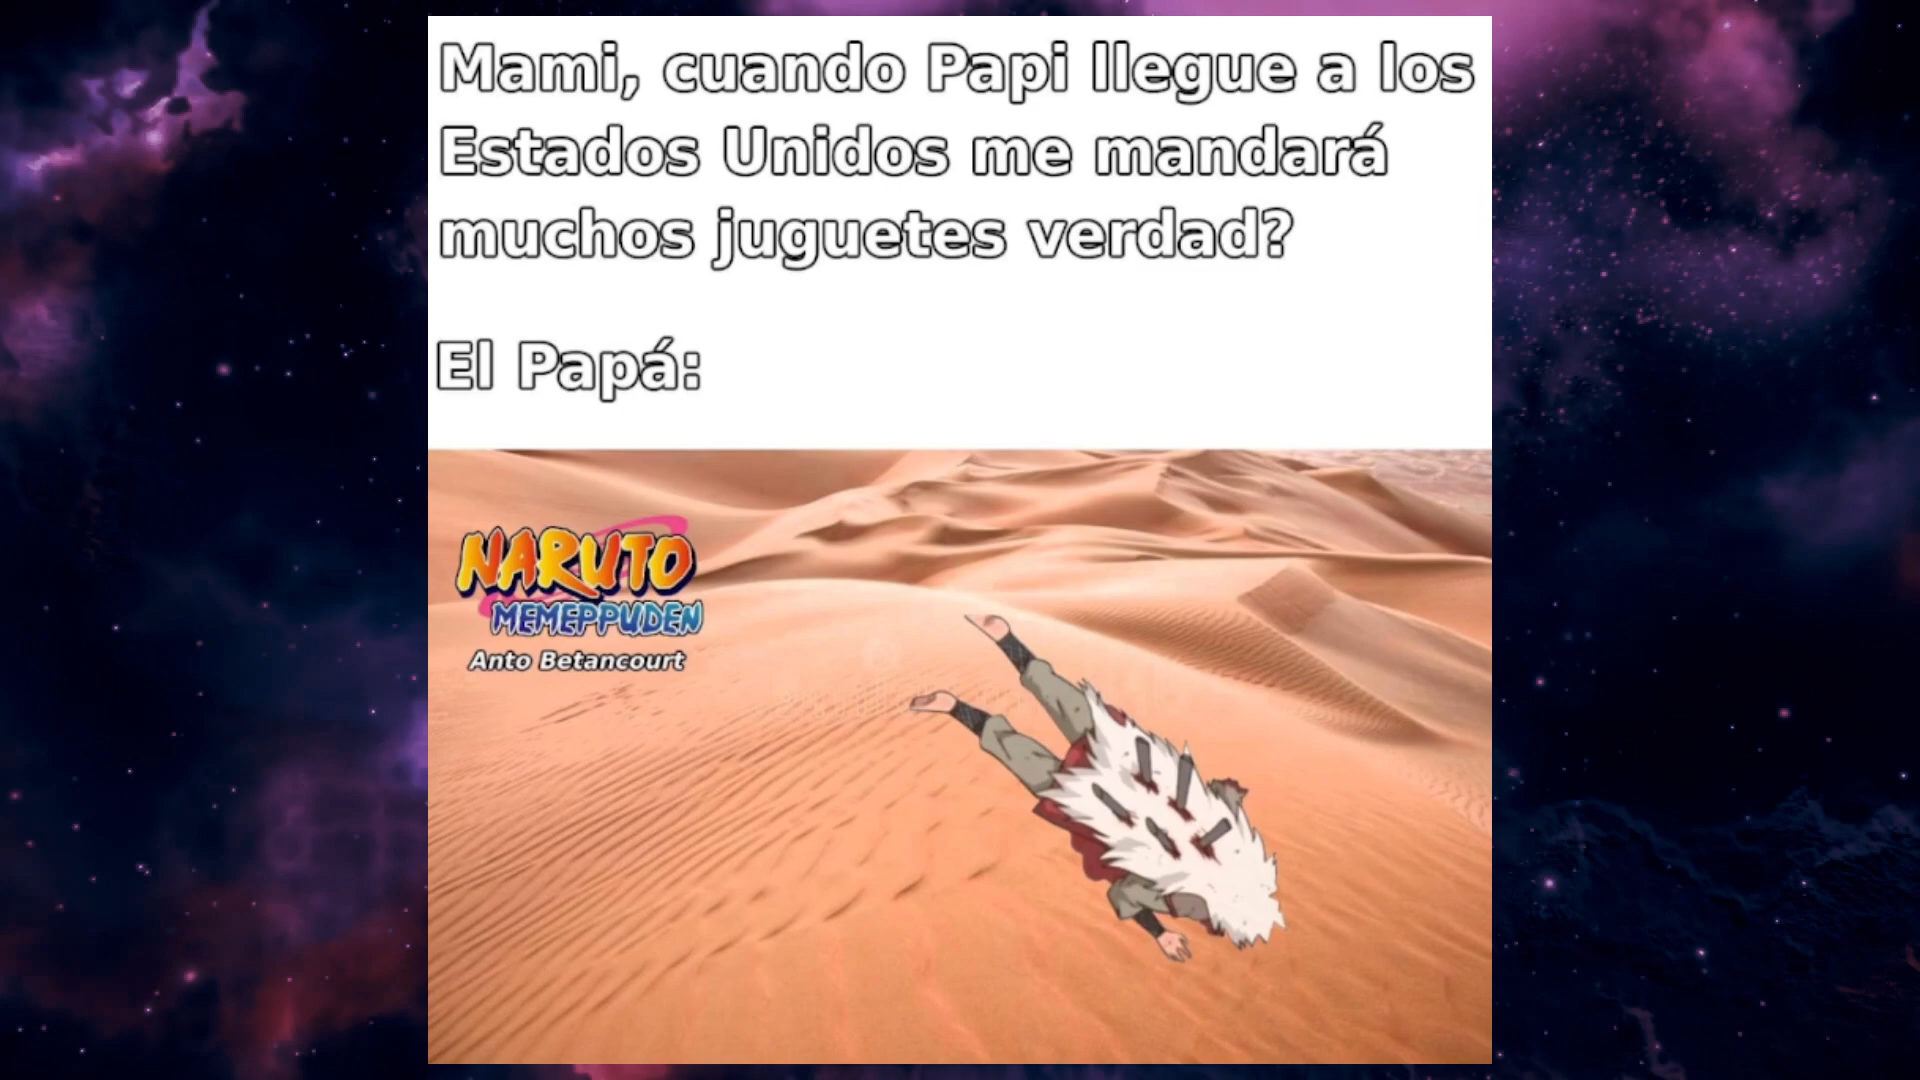 Mami, cuando Papi llegue a los
Estados Unidos me mandará
muchos juguetes verdad?
El Papá:
NARUTO
MEMEPPUDEN
Anto Betancourt